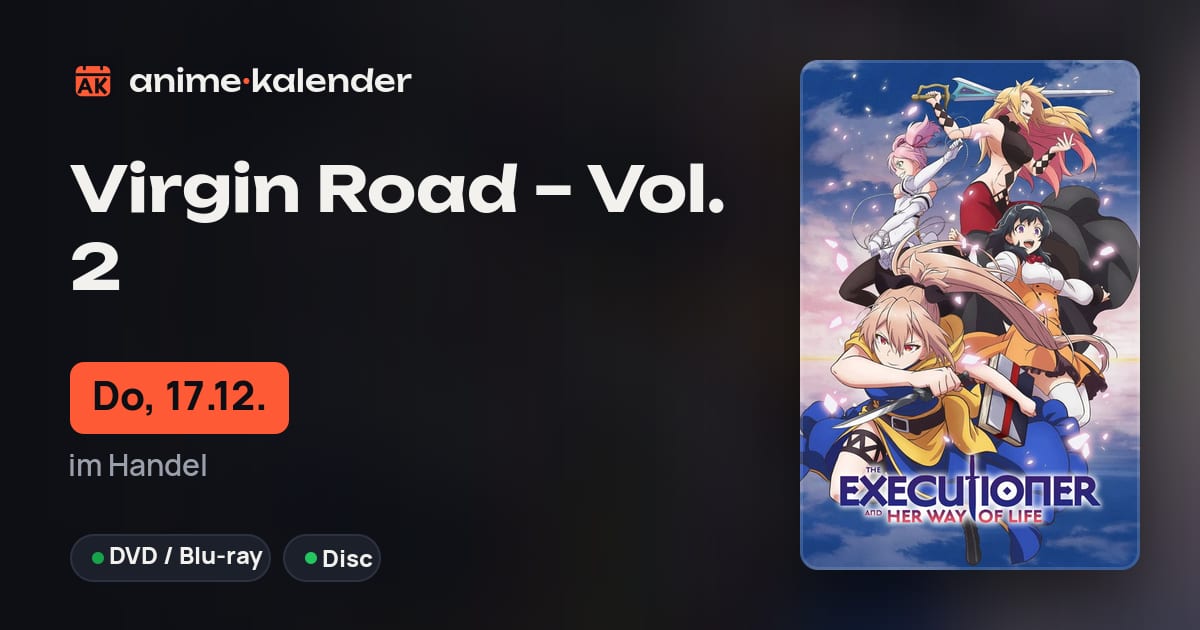 AK
anime·kalender
Virgin Road – Vol.
2
Do, 17.12.
im Handel
DVD / Blu-ray
Disc
THE
EXECUTIONER
AND HER WAY OF LIFE